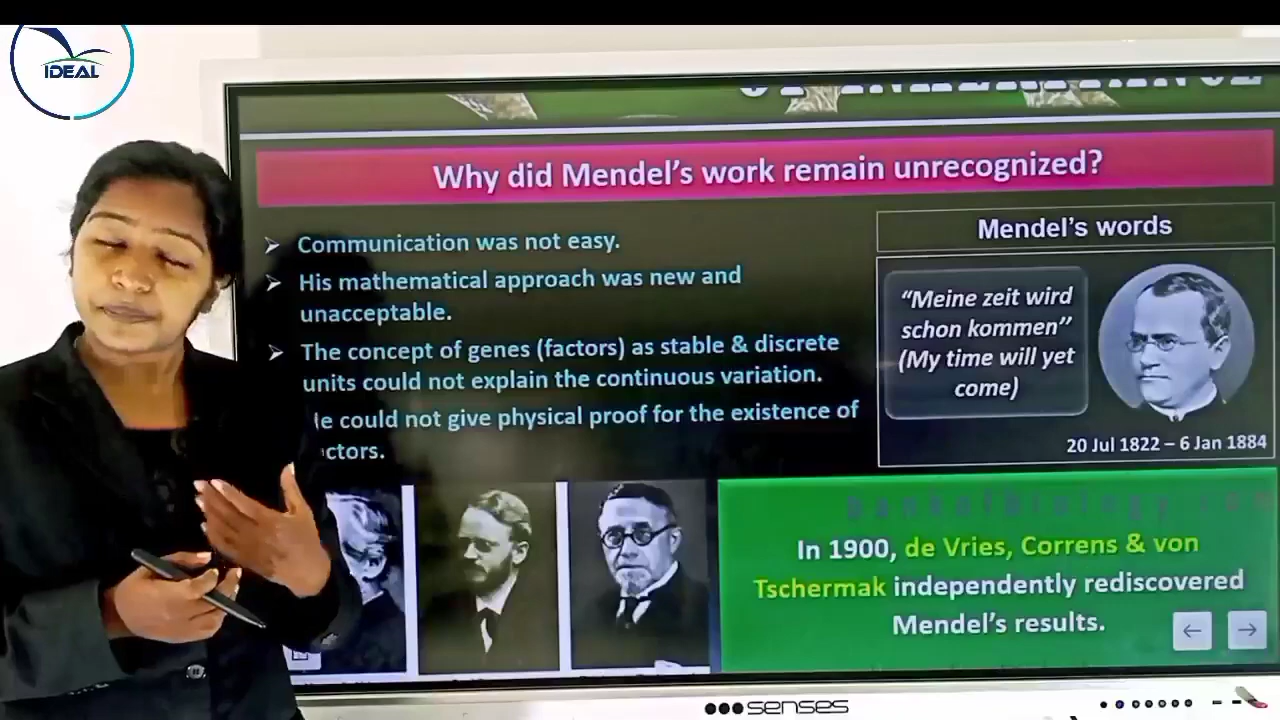 IDEAL
Why did Mendel's work remain unrecognized?
Communication was not easy.
His mathematical approach was new and
unacceptable.
The concept of genes (factors) as stable & discrete
units could not explain the continuous variation.
e could not give physical proof for the existence of
ctors.
Mendel's words
"Meine zeit wird
schon kommen"
(My time will yet
come)
20 Jul 1822 – 6 Jan 1884
In 1900, de Vries, Correns & von
Tschermak independently rediscovered
Mendel's results.
senses